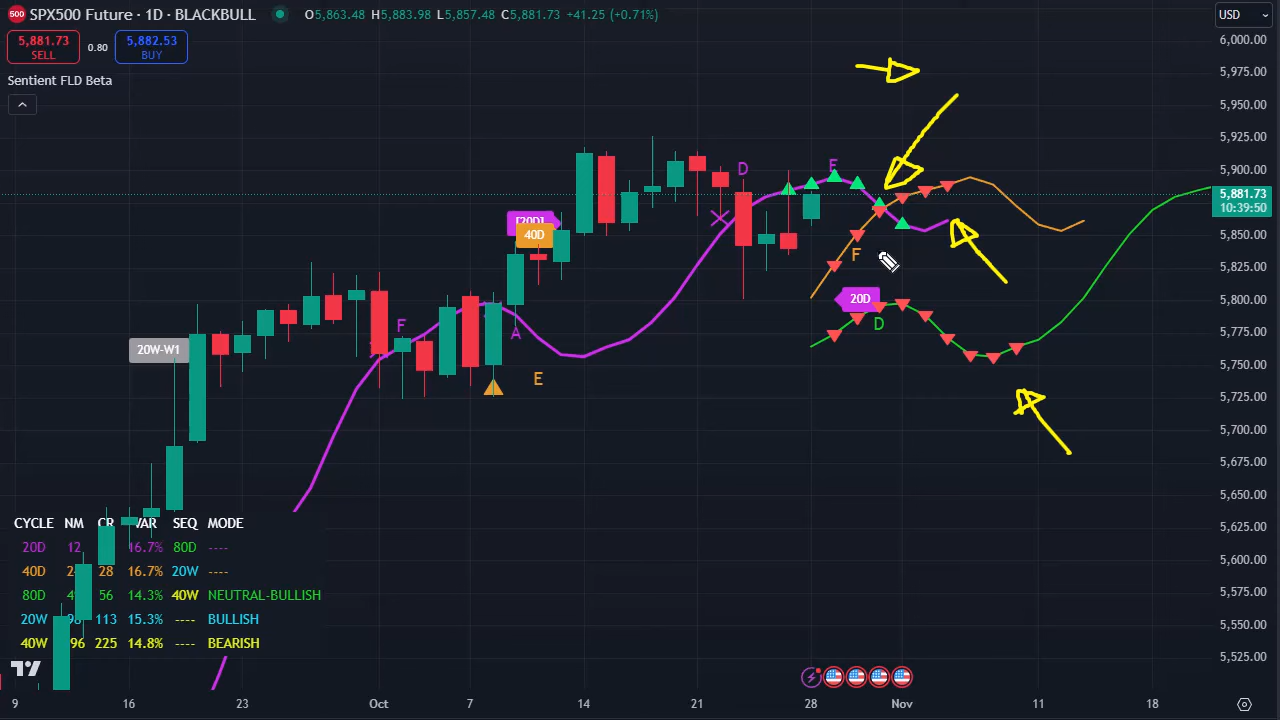 500 SPX500 Future · 1D · BLACKBULL O5,863.48 H5,883.98 L5,857.48 C5,881.73 +41.25 (+0.71%)
USD
5,881.73 SELL
0.80
5,882.53 BUY
Sentient FLD Beta
6,000.00
5,975.00
5,950.00
5,925.00
5,900.00
5,881.73
10:39:50
5,850.00
5,825.00
5,800.00
5,775.00
5,750.00
5,725.00
5,700.00
5,675.00
5,650.00
5,625.00
5,600.00
5,575.00
5,550.00
5,525.00
D
F
[20D]
40D
F
20D
D
F
A
20W-W1
E
CYCLE NM CR VAR SEQ MODE
20D 12 16.7% 80D ----
40D 28 16.7% 20W ----
80D 56 14.3% 40W NEUTRAL-BULLISH
20W 113 15.3% ---- BULLISH
40W 96 225 14.8% ---- BEARISH
9 16 23 Oct 7 14 21 28 Nov 11 18